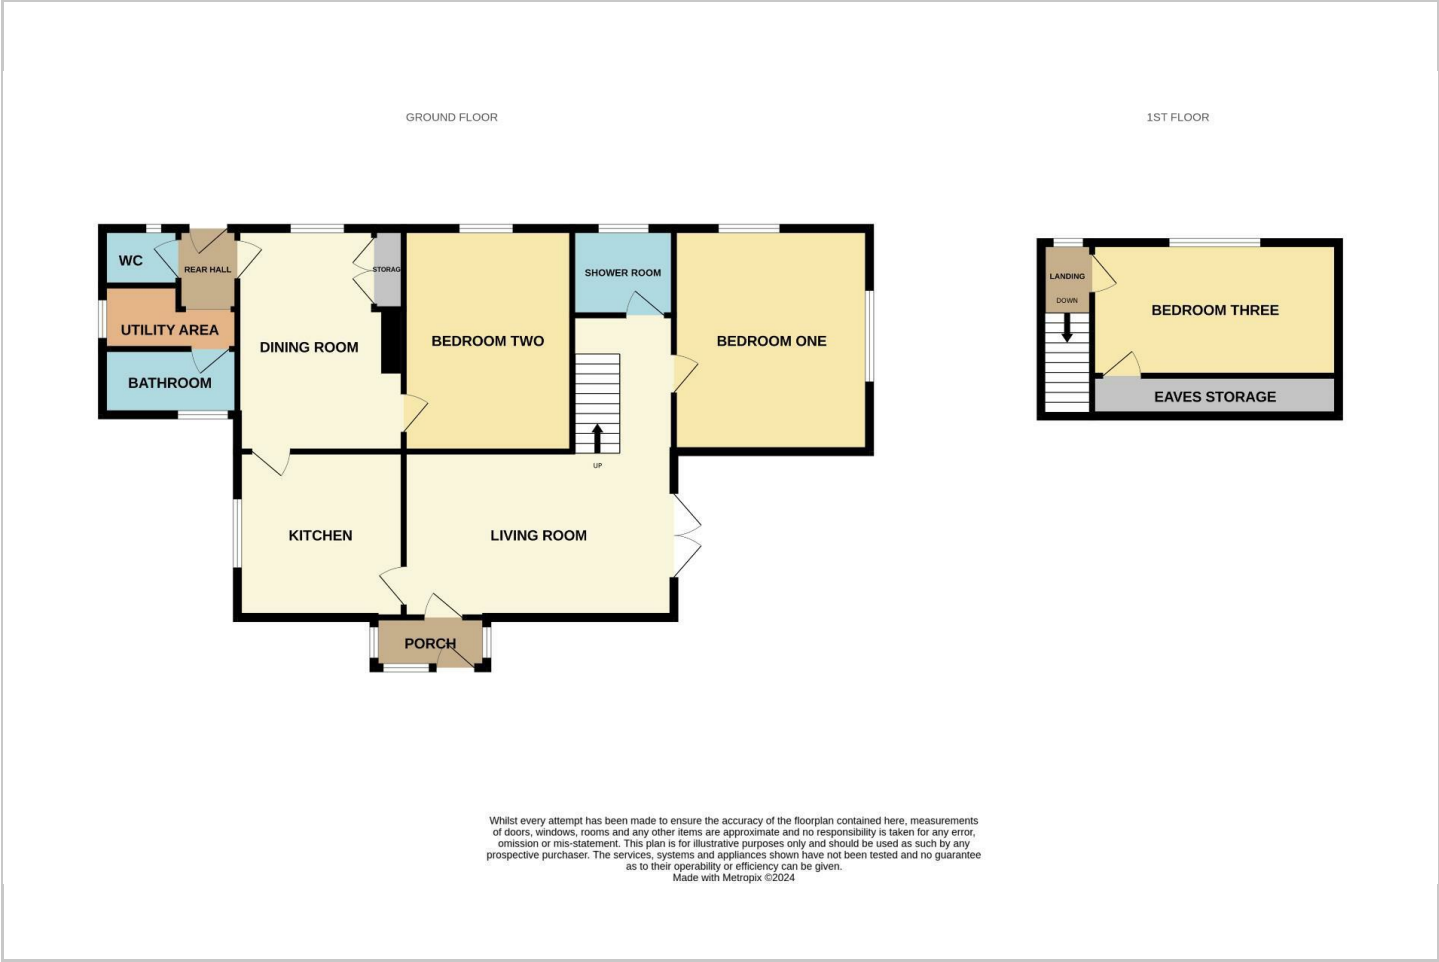 GROUND FLOOR
1ST FLOOR
WC
REAR HALL
STORAG
SHOWER ROOM
LANDING
DOWN
BEDROOM THREE
UTILITY AREA
DINING ROOM
BEDROOM TWO
BEDROOM ONE
BATHROOM
EAVES STORAGE
UP
KITCHEN
LIVING ROOM
PORCH
Whilst every attempt has been made to ensure the accuracy of the floorplan contained here, measurements
of doors, windows, rooms and any other items are approximate and no responsibility is taken for any error,
omission or mis-statement. This plan is for illustrative purposes only and should be used as such by any
prospective purchaser. The services, systems and appliances shown have not been tested and no guarantee
as to their operability or efficiency can be given.
Made with Metropix ©2024